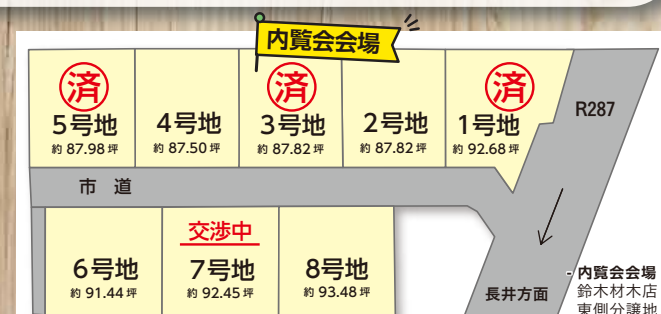 内覧会会場
済
5号地
約 87.98 坪
4号地
約 87.50 坪
済
3号地
約 87.82 坪
2号地
約 87.82 坪
済
1号地
約 92.68 坪
R287
市 道
6号地
約 91.44 坪
交渉中
7号地
約 92.45 坪
8号地
約 93.48 坪
長井方面
内覧会会場
鈴木材木店
東側分譲地